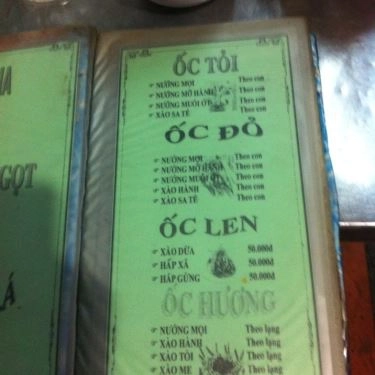 GỌT
Á
ỐC TỎI
NƯỚNG MỌI Theo con
NƯỚNG MỠ HÀNH Theo con
NƯỚNG MUỐI ỚT Theo con
XÀO SA TẾ Theo con
ỐC ĐỎ
NƯỚNG MỌI Theo con
NƯỚNG MỠ HÀNH Theo con
NƯỚNG MUỐI ỚT Theo con
XÀO HÀNH Theo con
XÀO SA TẾ Theo con
ỐC LEN
XÀO DỪA 50.000đ
HẤP XẢ 50.000đ
HẤP GỪNG 50.000đ
ỐC HƯƠNG
NƯỚNG MỌI Theo lạng
XÀO HÀNH Theo lạng
XÀO TỎI Theo lạng
XÀO ME Theo lạng